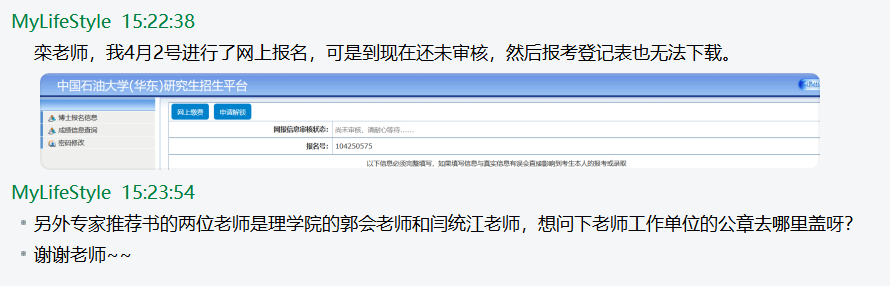 MyLifeStyle 15:22:38
栾老师，我4月2号进行了网上报名，可是到现在还未审核，然后报考登记表也无法下载。
中国石油大学(华东)研究生招生平台
博士报名信息
成绩信息查询
密码修改
网上缴费 申请解锁
网报信息审核状态： 尚未审核，请耐心等待......
报名号： 104250575
以下信息必须完整填写，如果填写信息与真实信息有误会直接影响到考生本人的报考或录取
MyLifeStyle 15:23:54
另外专家推荐书的两位老师是理学院的郭会老师和闫统江老师，想问下老师工作单位的公章去哪里盖呀？
谢谢老师~~